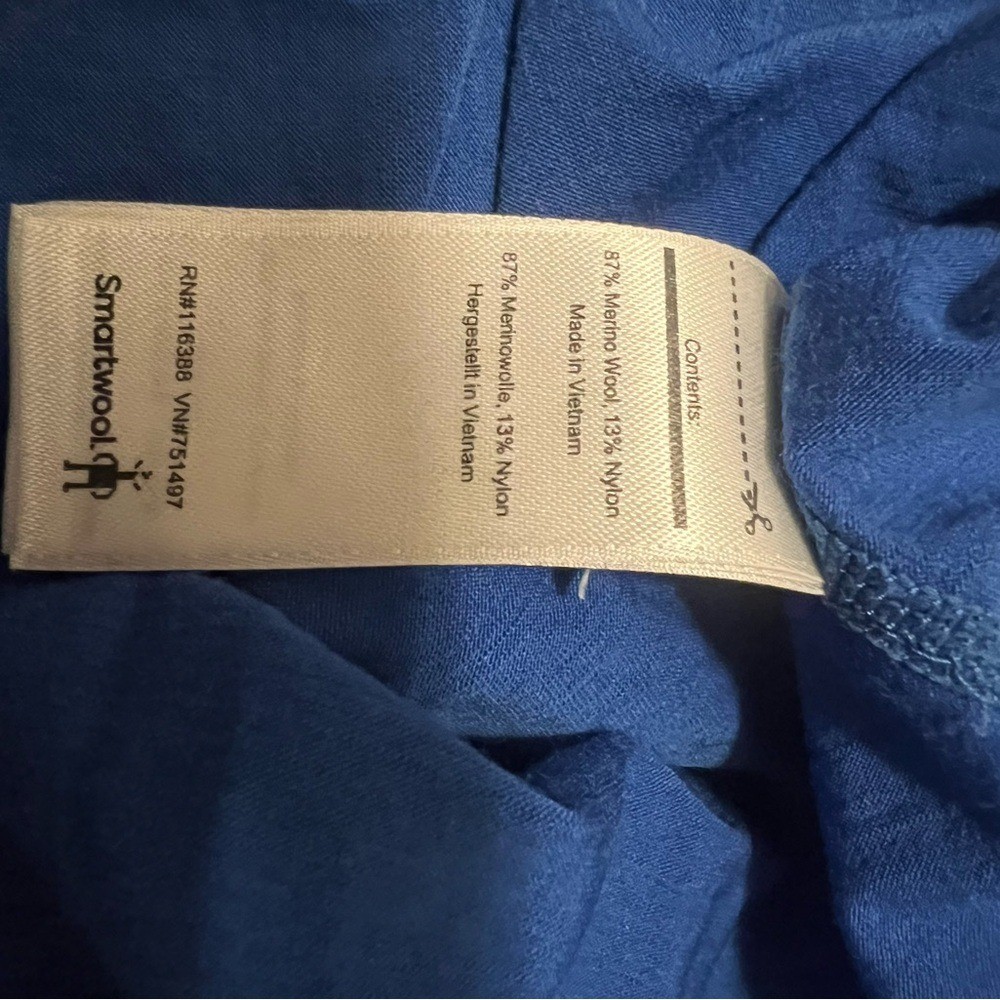 Contents:
87% Merino Wool, 13% Nylon
Made in Vietnam
87% Merinowolle, 13% Nylon
Hergestellt in Vietnam
RN#116388 VN#751497
Smartwool